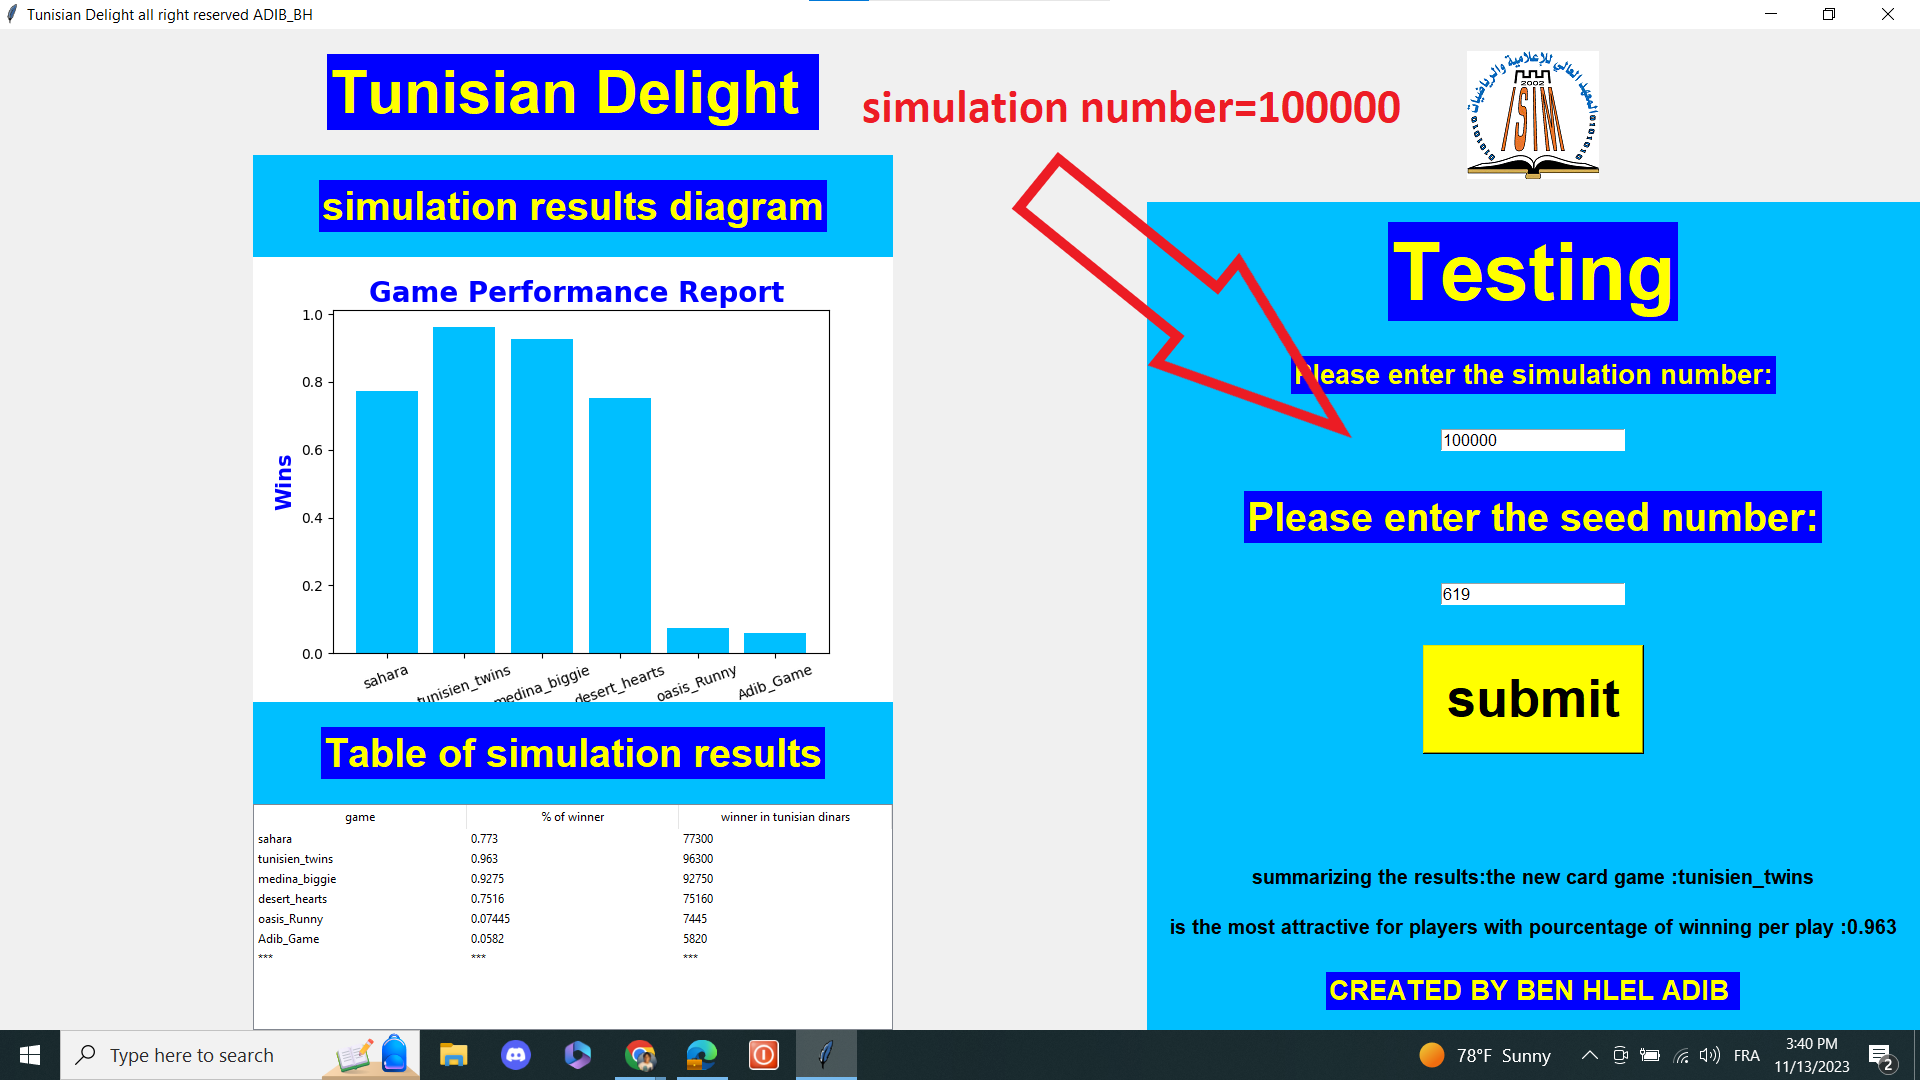 Tunisian Delight all right reserved ADIB_BH
Tunisian Delight
simulation number=100000
المعهد العالي للإعلامية والرياضيات
2002
ISIM
simulation results diagram
Game Performance Report
1.0
0.8
0.6
0.4
0.2
0.0
Wins
sahara
tunisien_twins
medina_biggie
desert_hearts
oasis_Runny
Adib_Game
Table of simulation results
game % of winner winner in tunisian dinars
sahara 0.773 77300
tunisien_twins 0.963 96300
medina_biggie 0.9275 92750
desert_hearts 0.7516 75160
oasis_Runny 0.07445 7445
Adib_Game 0.0582 5820
*** *** ***
Testing
Please enter the simulation number:
100000
Please enter the seed number:
619
submit
summarizing the results:the new card game :tunisien_twins
is the most attractive for players with pourcentage of winning per play :0.963
CREATED BY BEN HLEL ADIB
Type here to search
78°F Sunny
FRA
3:40 PM
11/13/2023
2